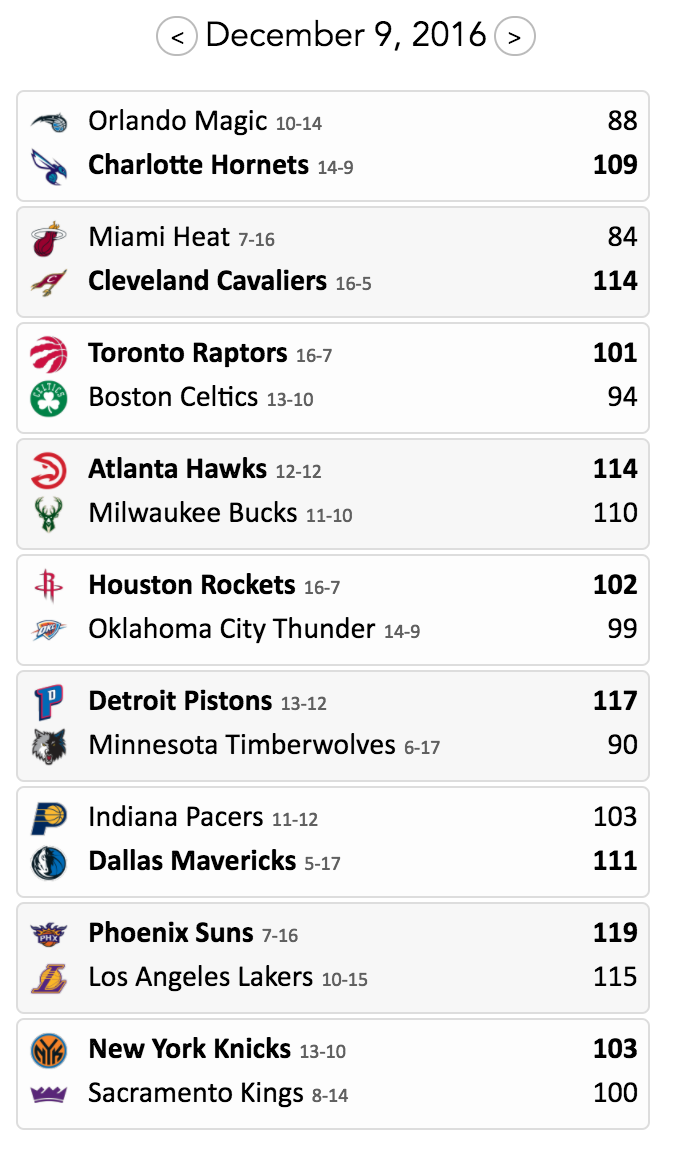 < December 9, 2016 >
Orlando Magic 10-14 88
Charlotte Hornets 14-9 109
Miami Heat 7-16 84
Cleveland Cavaliers 16-5 114
Toronto Raptors 16-7 101
Boston Celtics 13-10 94
Atlanta Hawks 12-12 114
Milwaukee Bucks 11-10 110
Houston Rockets 16-7 102
Oklahoma City Thunder 14-9 99
Detroit Pistons 13-12 117
Minnesota Timberwolves 6-17 90
Indiana Pacers 11-12 103
Dallas Mavericks 5-17 111
Phoenix Suns 7-16 119
Los Angeles Lakers 10-15 115
New York Knicks 13-10 103
Sacramento Kings 8-14 100